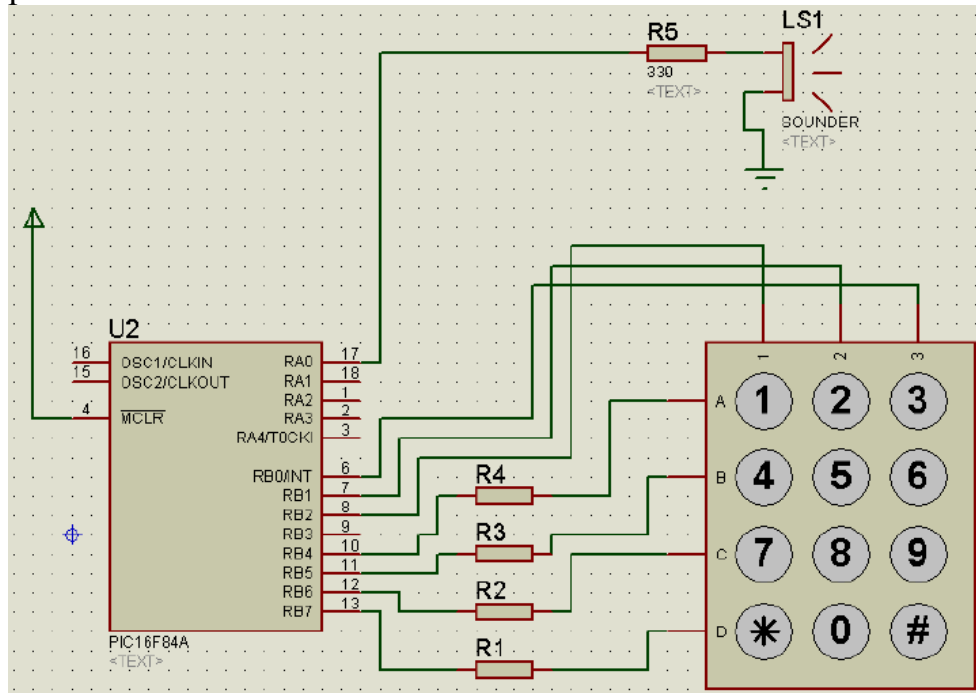 R5
330
<TEXT>
LS1
SOUNDER
<TEXT>
U2
16 OSC1/CLKIN RA0 17
15 OSC2/CLKOUT RA1 18
RA2 1
4 MCLR RA3 2
RA4/T0CKI 3
RB0/INT 6
RB1 7
RB2 8
RB3 9
RB4 10
RB5 11
RB6 12
RB7 13
PIC16F84A
<TEXT>
R4
R3
R2
R1
1 2 3
A 1 2 3
B 4 5 6
C 7 8 9
D * 0 #